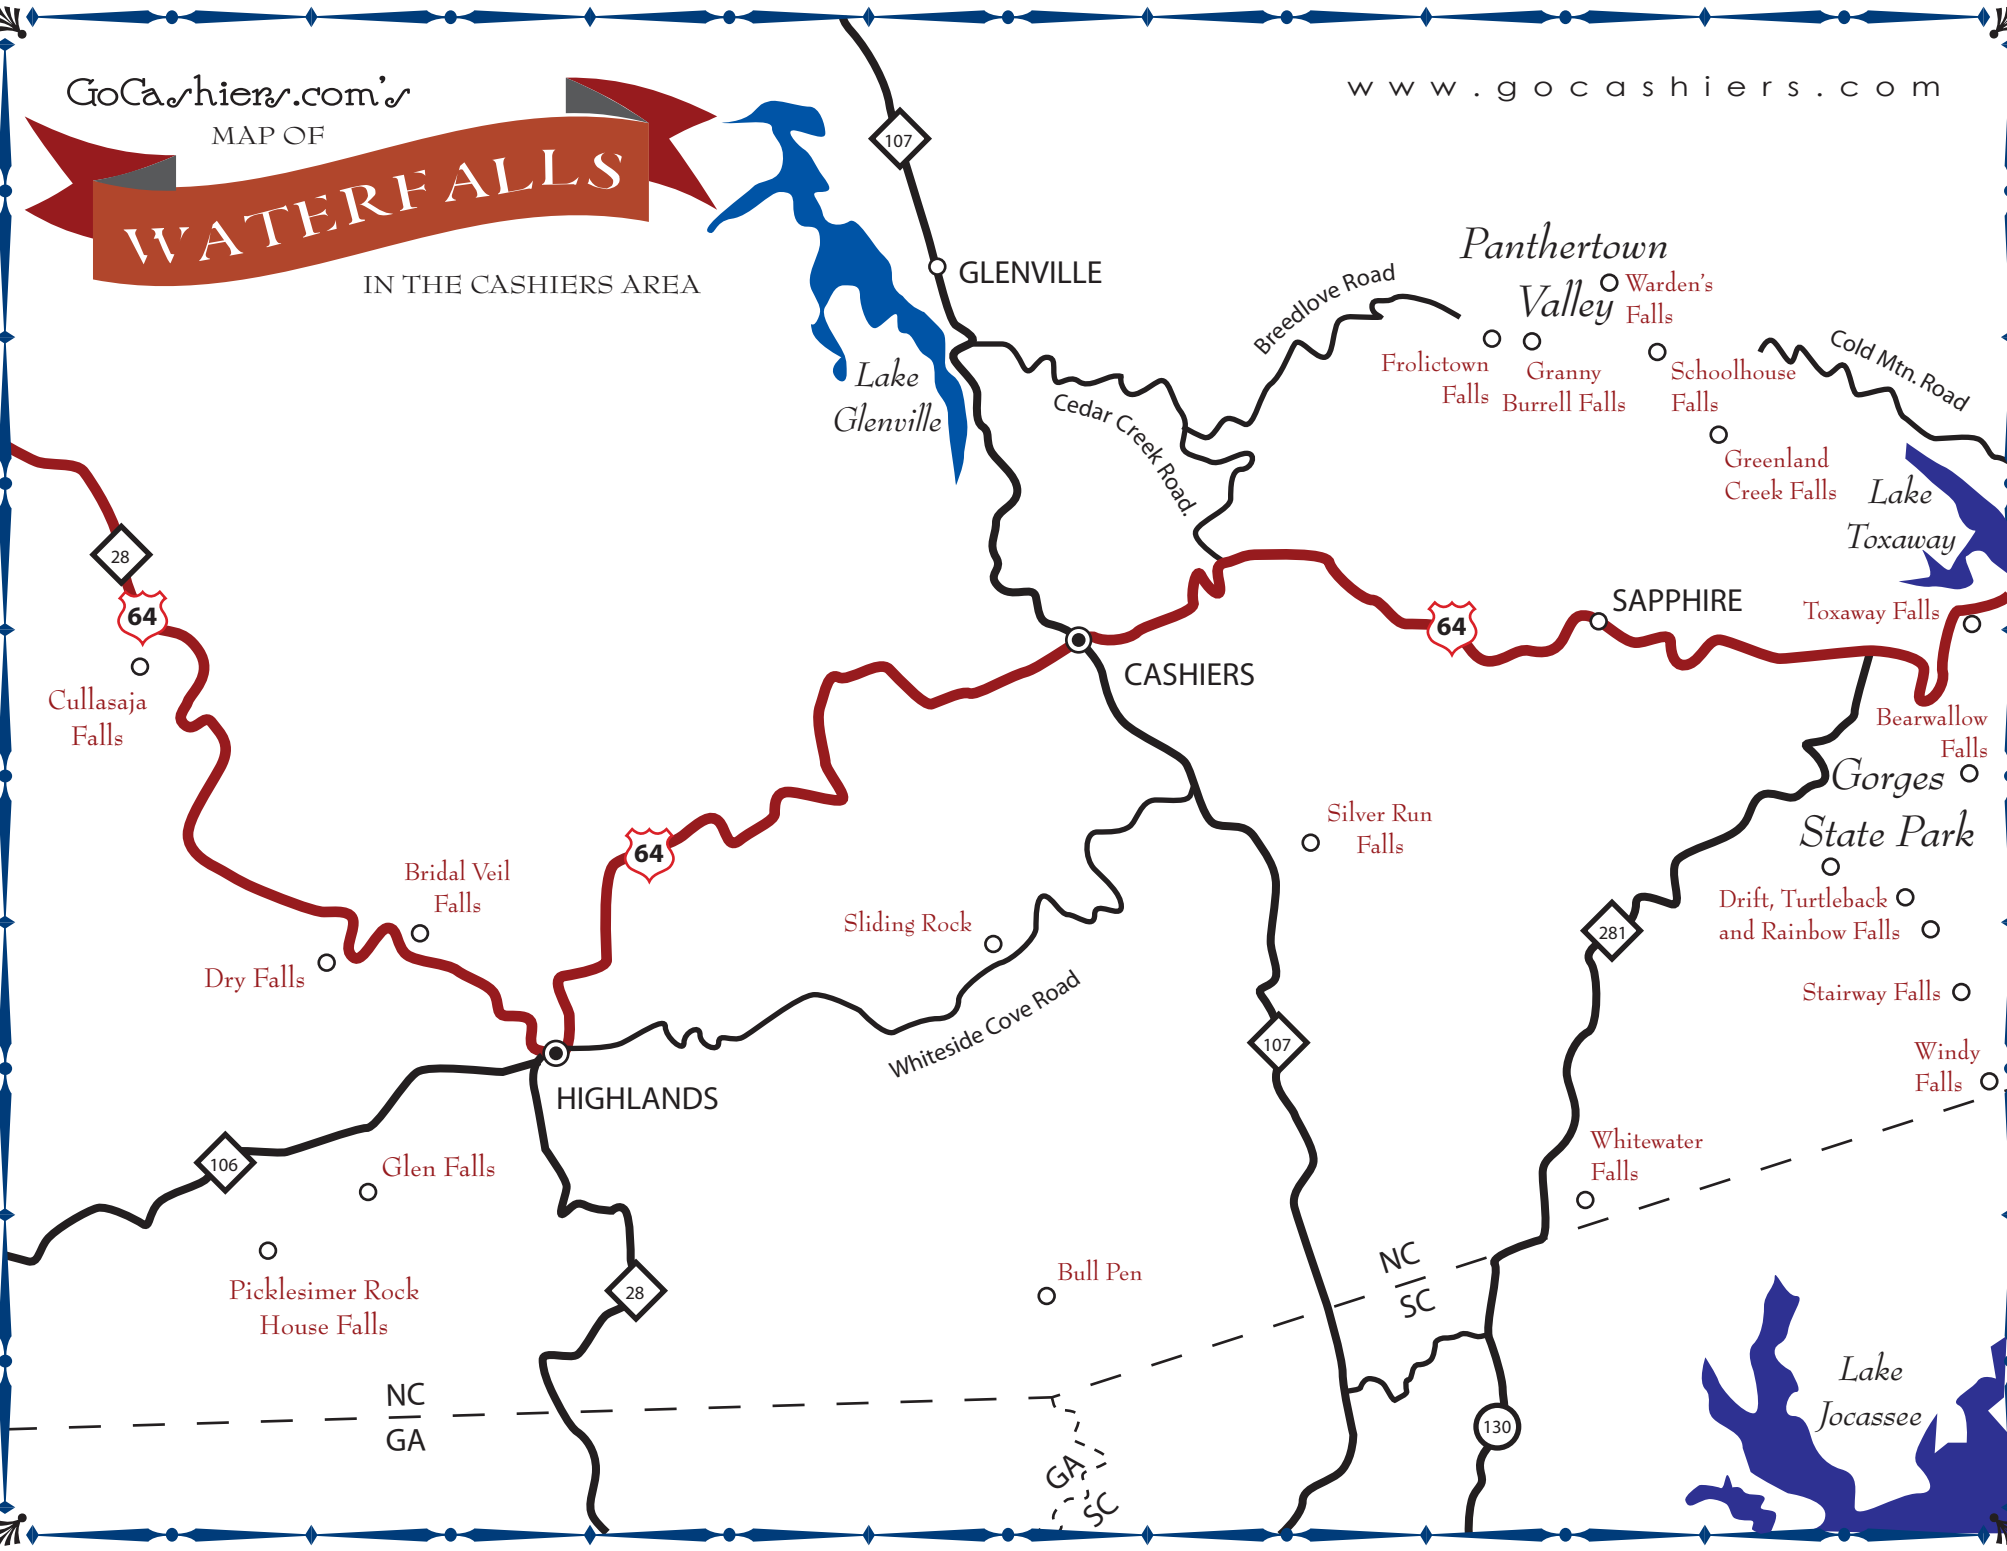 GoCashiers.com's
MAP OF
WATERFALLS
IN THE CASHIERS AREA
www.gocashiers.com
107
GLENVILLE
Lake
Glenville
Breedlove Road
Cedar Creek Road.
Panthertown
Valley
Warden's
Falls
Frolictown
Falls
Granny
Burrell Falls
Schoolhouse
Falls
Greenland
Creek Falls
Cold Mtn. Road
Lake
Toxaway
Toxaway Falls
28
64
Cullasaja
Falls
64
SAPPHIRE
CASHIERS
Bearwallow
Falls
Gorges
State Park
Silver Run
Falls
64
Bridal Veil
Falls
Dry Falls
Sliding Rock
Whiteside Cove Road
Drift, Turtleback
and Rainbow Falls
281
Stairway Falls
107
Windy
Falls
HIGHLANDS
106
Glen Falls
Whitewater
Falls
Picklesimer Rock
House Falls
28
Bull Pen
NC
SC
NC
GA
GA
SC
130
Lake
Jocassee